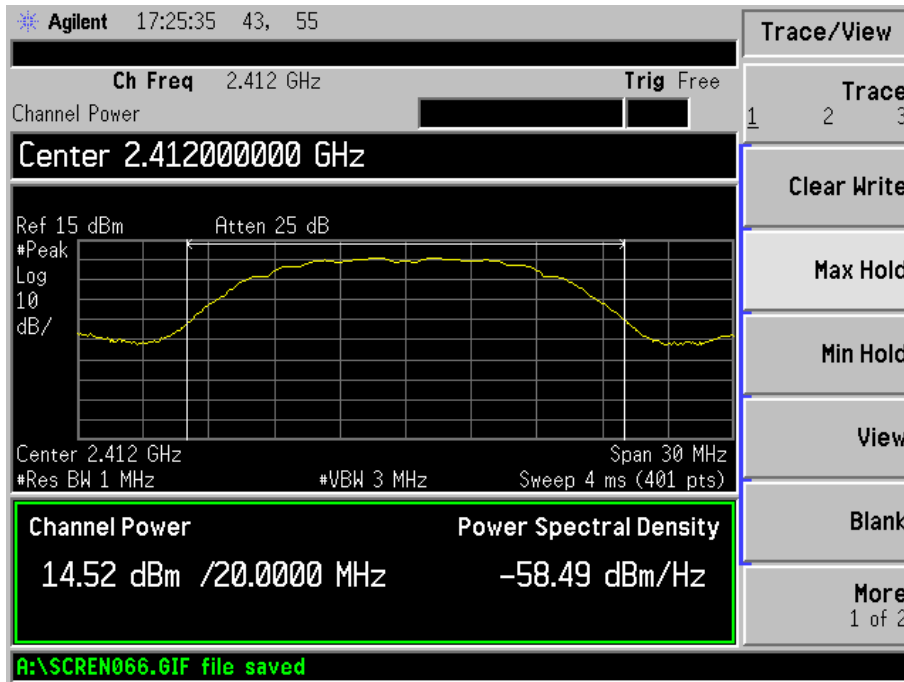 Agilent 17:25:35 43, 55
Trace/View
Ch Freq 2.412 GHz Trig Free
Channel Power
Trace
1 2 3
Center 2.412000000 GHz
Clear Write
Ref 15 dBm Atten 25 dB
#Peak
Log
10
dB/
Max Hold
Min Hold
View
Center 2.412 GHz Span 30 MHz
#Res BW 1 MHz #VBW 3 MHz Sweep 4 ms (401 pts)
Blank
Channel Power Power Spectral Density
14.52 dBm /20.0000 MHz -58.49 dBm/Hz
More
1 of 2
A:\SCREN066.GIF file saved